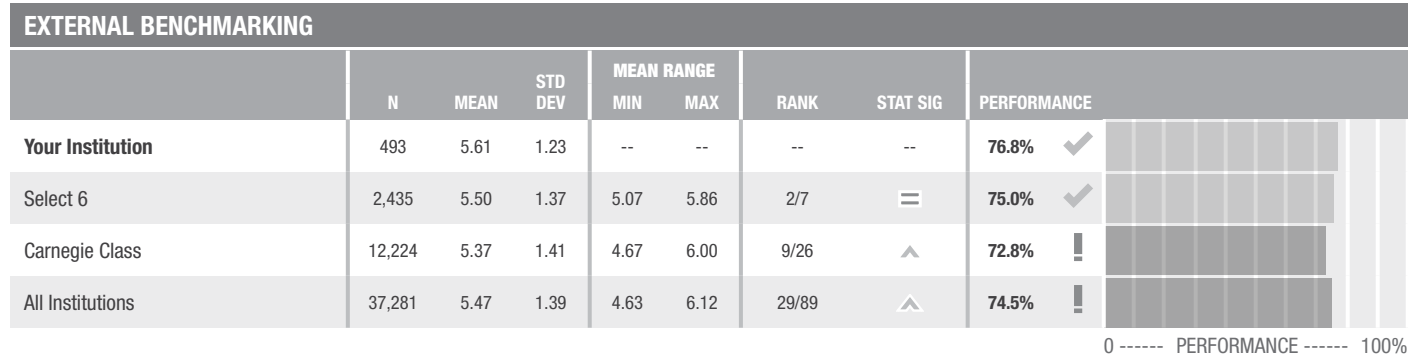 EXTERNAL BENCHMARKING
N MEAN STD DEV MEAN RANGE MIN MAX RANK STAT SIG PERFORMANCE
Your Institution 493 5.61 1.23 -- -- -- -- 76.8%
Select 6 2,435 5.50 1.37 5.07 5.86 2/7 = 75.0%
Carnegie Class 12,224 5.37 1.41 4.67 6.00 9/26 ^ 72.8% !
All Institutions 37,281 5.47 1.39 4.63 6.12 29/89 ^ 74.5% !
0 ------ PERFORMANCE ------ 100%